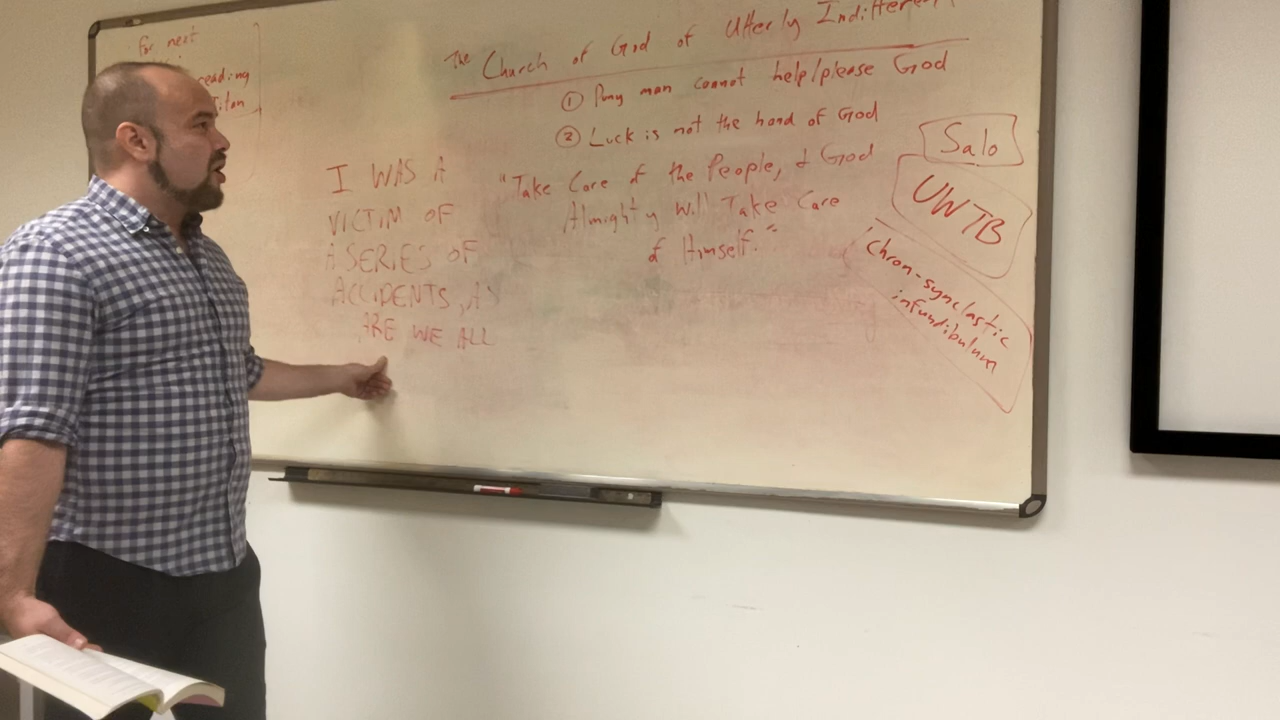 for next
reading
Titan
The Church of God of Utterly Indifferent
① Puny man cannot help/please God
② Luck is not the hand of God
"Take Care of the People, & God
Almighty Will Take Care
of Himself."
I WAS A
VICTIM OF
A SERIES OF
ACCIDENTS, AS
ARE WE ALL
Salo
UWTB
chron-synclastic
infundibulum